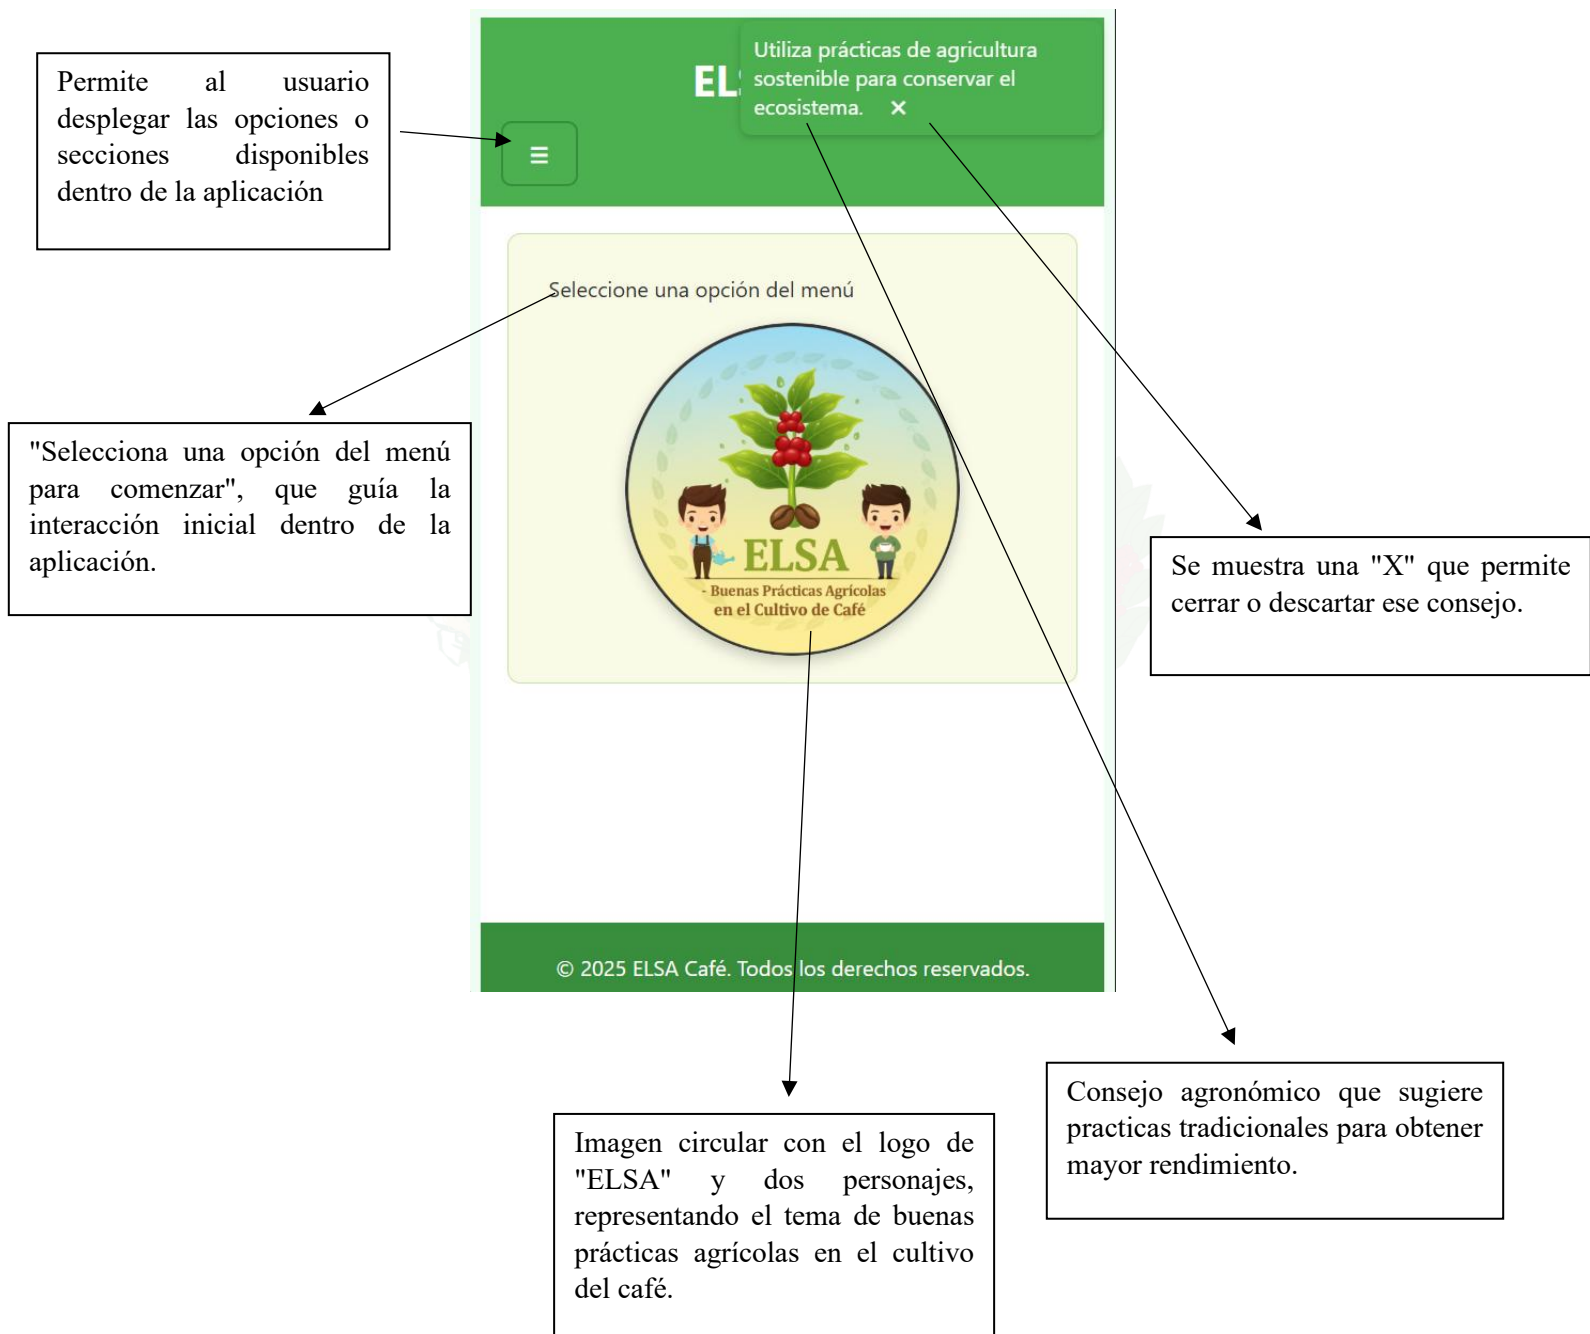 Utiliza prácticas de agricultura
sostenible para conservar el
ecosistema. ✕
EL
Permite al usuario
desplegar las opciones o
secciones disponibles
dentro de la aplicación
Seleccione una opción del menú
"Selecciona una opción del menú
para comenzar", que guía la
interacción inicial dentro de la
aplicación.
ELSA
- Buenas Prácticas Agrícolas
en el Cultivo de Café
Se muestra una "X" que permite
cerrar o descartar ese consejo.
© 2025 ELSA Café. Todos los derechos reservados.
Consejo agronómico que sugiere
practicas tradicionales para obtener
mayor rendimiento.
Imagen circular con el logo de
"ELSA" y dos personajes,
representando el tema de buenas
prácticas agrícolas en el cultivo
del café.